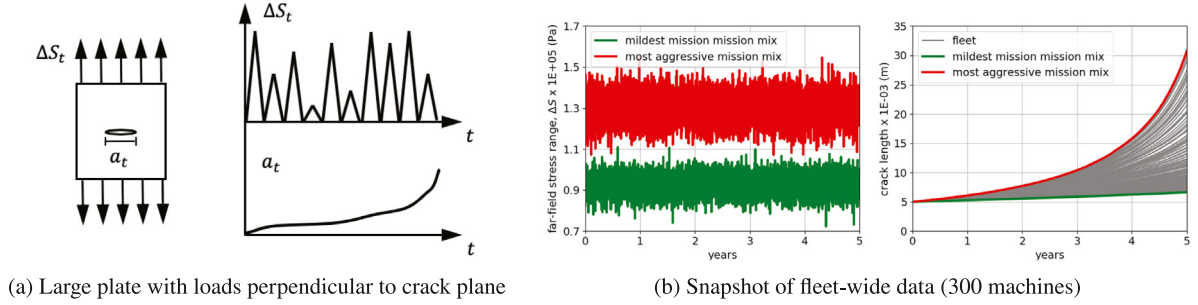 ΔSₜ
aₜ
ΔSₜ
t
aₜ
t
(a) Large plate with loads perpendicular to crack plane
far-field stress range, ΔS x 1E+05 (Pa)
1.7
1.5
1.3
1.1
0.9
0.7
mildest mission mission mix
most aggressive mission mix
0 1 2 3 4 5
years
crack length x 1E-03 (m)
35
30
25
20
15
10
5
0
fleet
mildest mission mission mix
most aggressive mission mix
0 1 2 3 4 5
years
(b) Snapshot of fleet-wide data (300 machines)